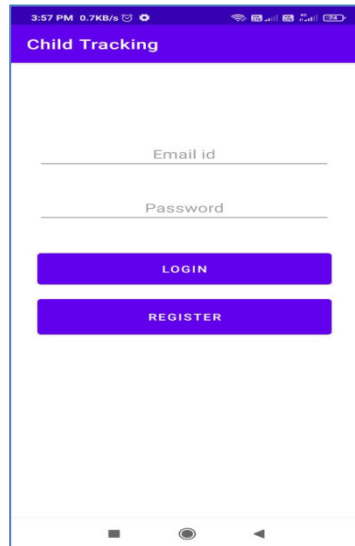 3:57 PM 0.7KB/s
Child Tracking
Email id
Password
LOGIN
REGISTER